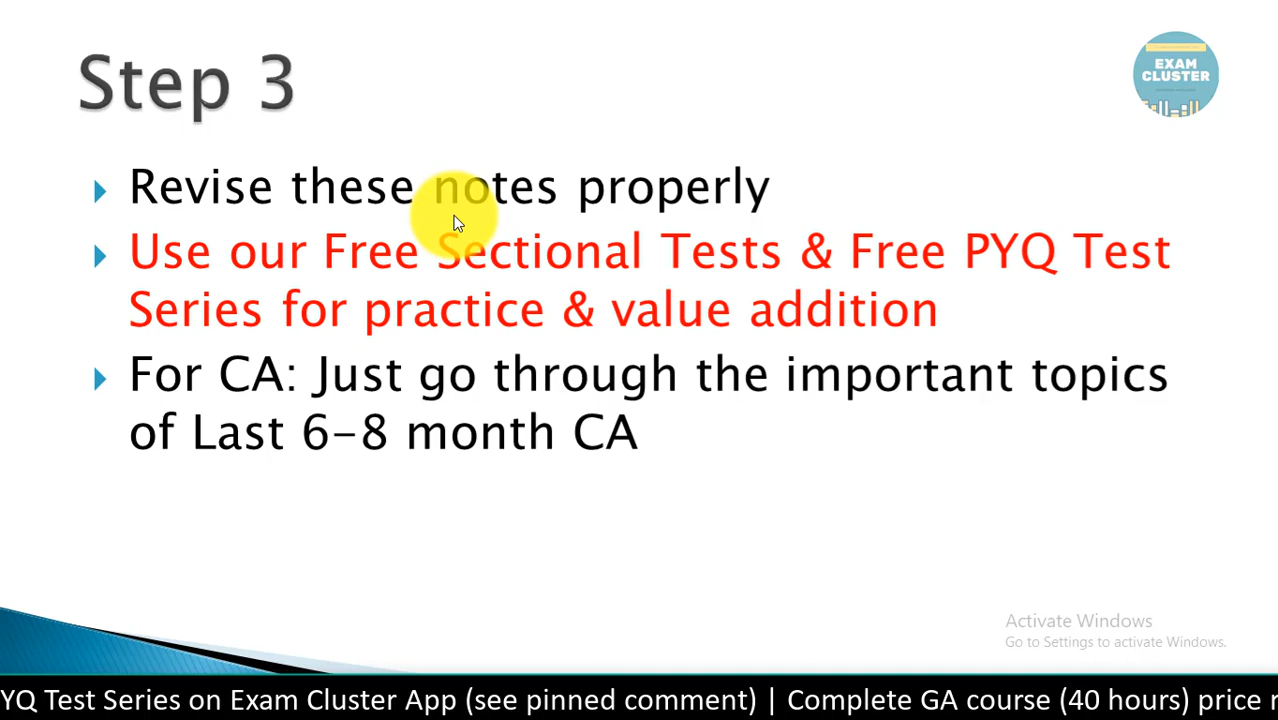 Step 3
EXAM
CLUSTER
Revise these notes properly
Use our Free Sectional Tests & Free PYQ Test
Series for practice & value addition
For CA: Just go through the important topics
of Last 6-8 month CA
Activate Windows
Go to Settings to activate Windows.
YQ Test Series on Exam Cluster App (see pinned comment) | Complete GA course (40 hours) price